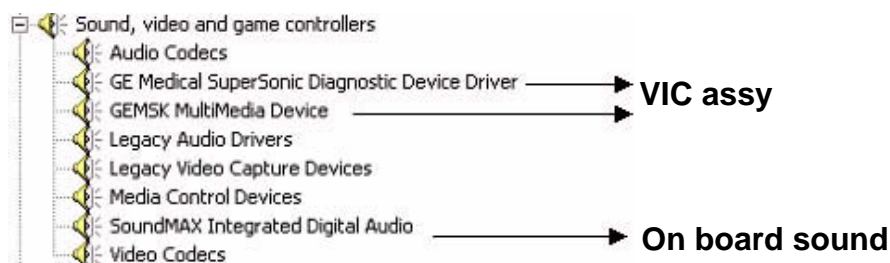 Sound, video and game controllers
Audio Codecs
GE Medical SuperSonic Diagnostic Device Driver
VIC assy
GEMSK MultiMedia Device
Legacy Audio Drivers
Legacy Video Capture Devices
Media Control Devices
SoundMAX Integrated Digital Audio
On board sound
Video Codecs